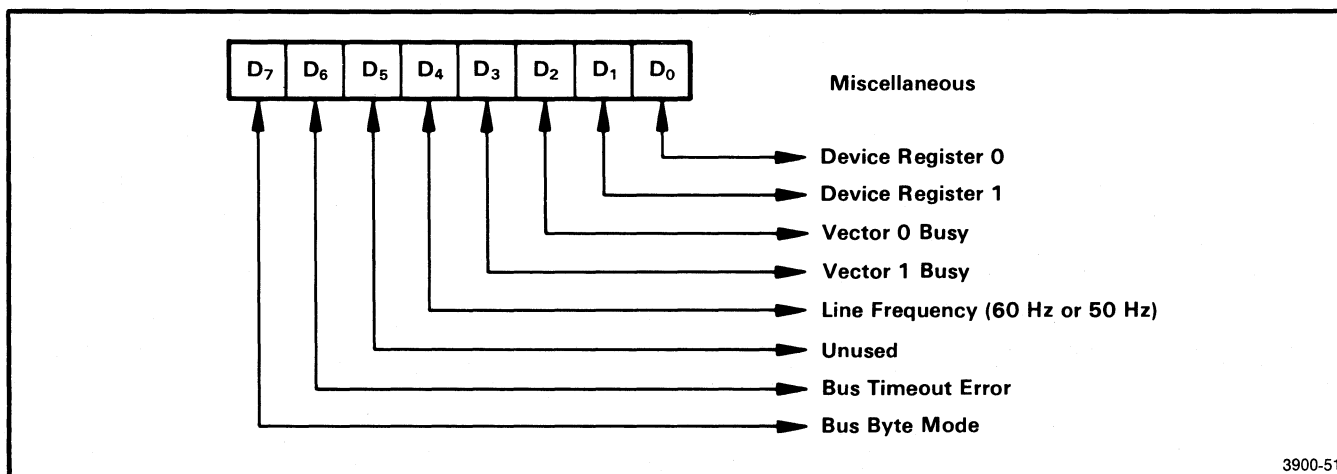 D₇ D₆ D₅ D₄ D₃ D₂ D₁ D₀
Miscellaneous
Device Register 0
Device Register 1
Vector 0 Busy
Vector 1 Busy
Line Frequency (60 Hz or 50 Hz)
Unused
Bus Timeout Error
Bus Byte Mode
3900-51